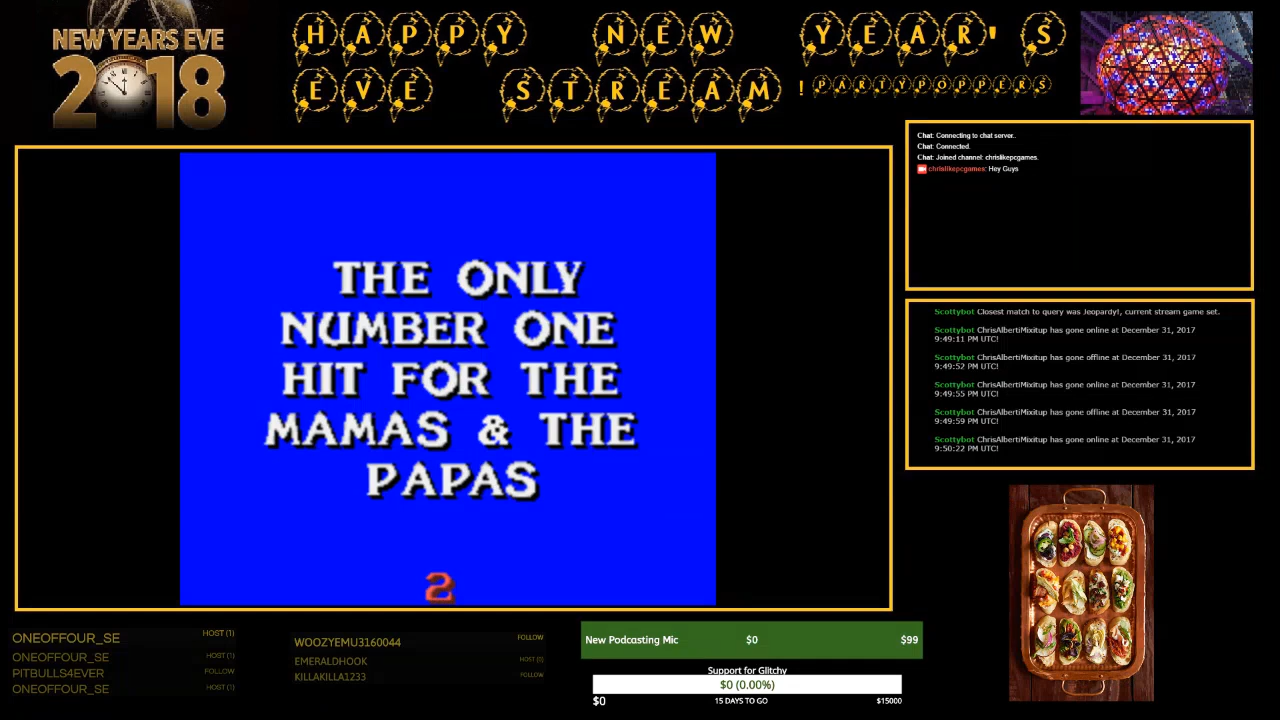 NEW YEARS EVE
2018
HAPPY NEW YEAR'S
EVE STREAM !PARTYPOPPERS
Chat: Connecting to chat server..
Chat: Connected.
Chat: Joined channel: chrislikepcgames.
chrislikepcgames: Hey Guys
THE ONLY
NUMBER ONE
HIT FOR THE
MAMAS & THE
PAPAS
2
Scottybot Closest match to query was Jeopardy!, current stream game set.
Scottybot ChrisAlbertiMixitup has gone online at December 31, 2017
9:49:11 PM UTC!
Scottybot ChrisAlbertiMixitup has gone offline at December 31, 2017
9:49:52 PM UTC!
Scottybot ChrisAlbertiMixitup has gone online at December 31, 2017
9:49:55 PM UTC!
Scottybot ChrisAlbertiMixitup has gone offline at December 31, 2017
9:49:59 PM UTC!
Scottybot ChrisAlbertiMixitup has gone online at December 31, 2017
9:50:22 PM UTC!
ONEOFFOUR_SE HOST (1)
ONEOFFOUR_SE HOST (1)
PITBULLS4EVER FOLLOW
ONEOFFOUR_SE HOST (1)
WOOZYEMU3160044 FOLLOW
EMERALDHOOK HOST (0)
KILLAKILLA1233 FOLLOW
New Podcasting Mic $0 $99
Support for Glitchy
$0 (0.00%)
$0 15 DAYS TO GO $15000